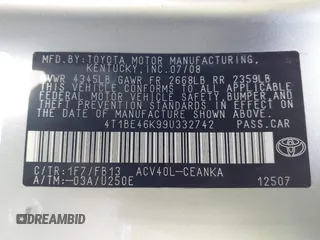 MFD. BY: TOYOTA MOTOR MANUFACTURING,
KENTUCKY, INC. 07/08
GVWR 4345LB GAWR FR 2668LB RR 2359LB
THIS VEHICLE CONFORMS TO ALL APPLICABLE
FEDERAL MOTOR VEHICLE SAFETY, BUMPER, AND
THEFT PREVENTION STANDARDS IN EFFECT ON
THE DATE OF MANUFACTURE SHOWN ABOVE.
4T1BE46K99U332742 PASS.CAR
C/TR:1F7/FB13 ACV40L-CEANKA
A/TM:-03A/U250E 12507
TOYOTA
AUTOBIDMASTER